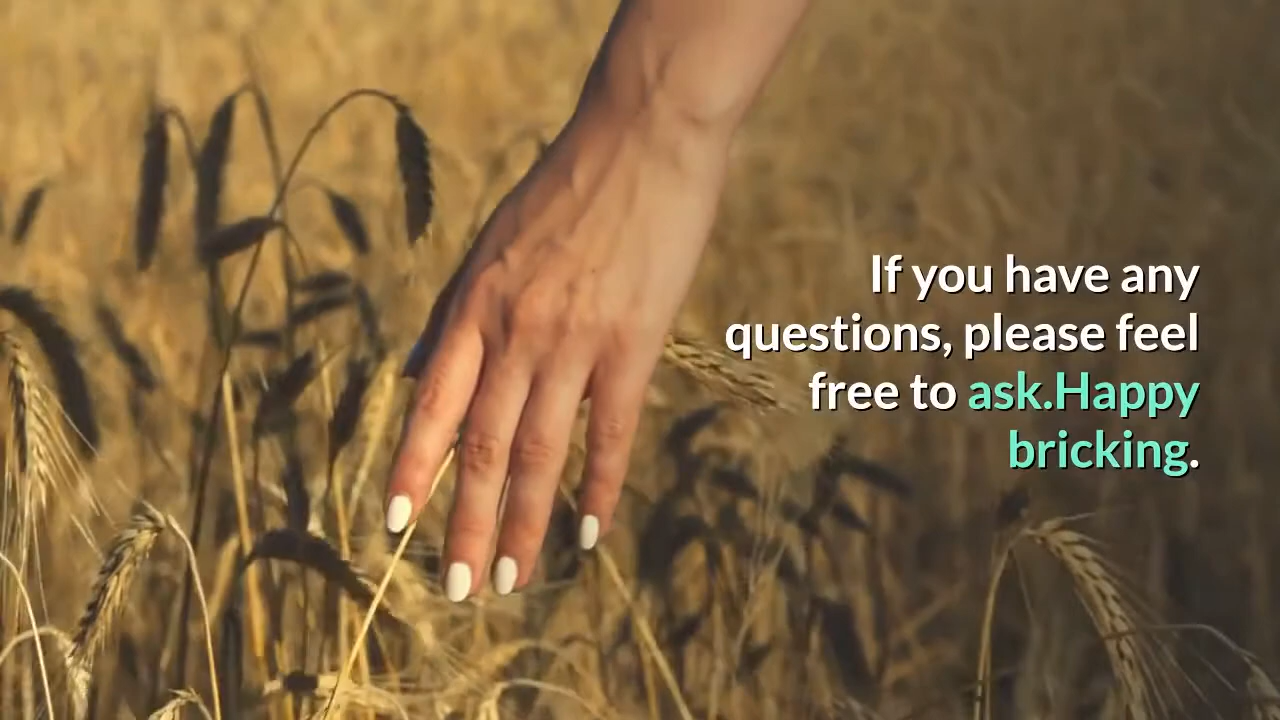 If you have any
questions, please feel
free to ask.Happy
bricking.